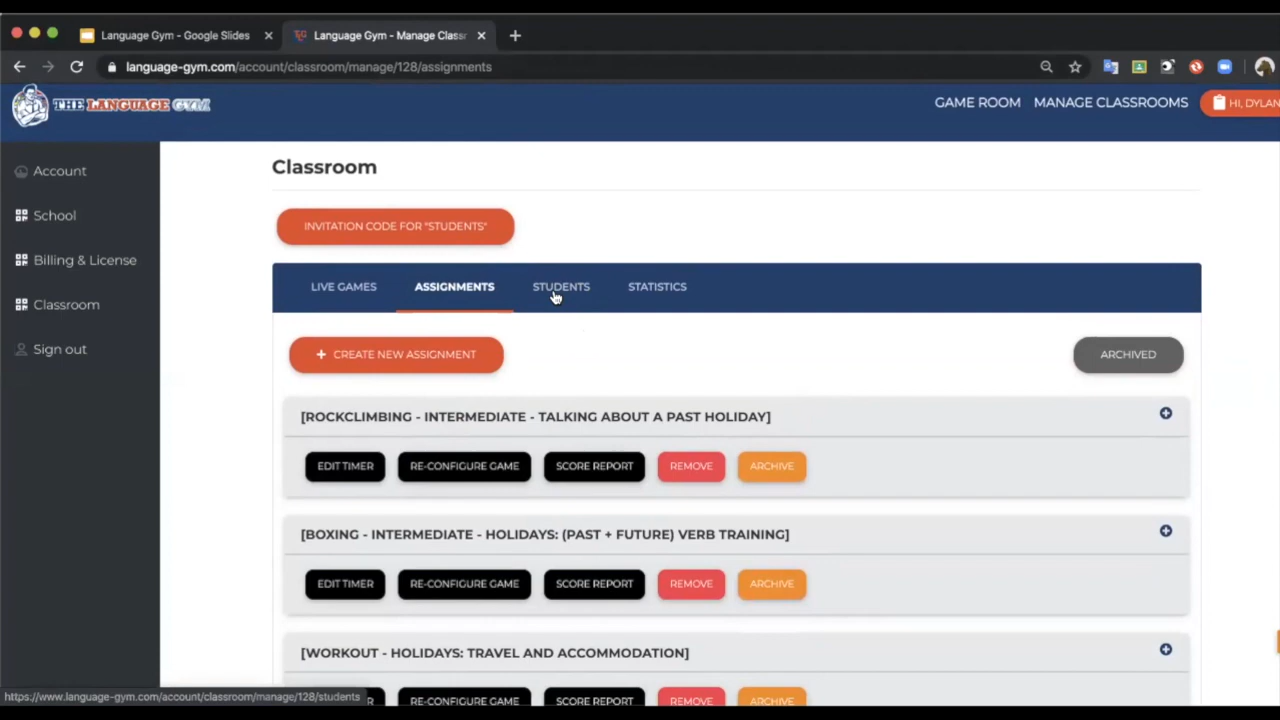 Language Gym - Google Slides
Language Gym - Manage Classr
language-gym.com/account/classroom/manage/128/assignments
THE LANGUAGE GYM
GAME ROOM
MANAGE CLASSROOMS
HI, DYLAN
Account
School
Billing & License
Classroom
Sign out
Classroom
INVITATION CODE FOR "STUDENTS"
LIVE GAMES
ASSIGNMENTS
STUDENTS
STATISTICS
+ CREATE NEW ASSIGNMENT
ARCHIVED
[ROCKCLIMBING - INTERMEDIATE - TALKING ABOUT A PAST HOLIDAY]
EDIT TIMER
RE-CONFIGURE GAME
SCORE REPORT
REMOVE
ARCHIVE
[BOXING - INTERMEDIATE - HOLIDAYS: (PAST + FUTURE) VERB TRAINING]
EDIT TIMER
RE-CONFIGURE GAME
SCORE REPORT
REMOVE
ARCHIVE
[WORKOUT - HOLIDAYS: TRAVEL AND ACCOMMODATION]
RE-CONFIGURE GAME
SCORE REPORT
REMOVE
ARCHIVE
https://www.language-gym.com/account/classroom/manage/128/students